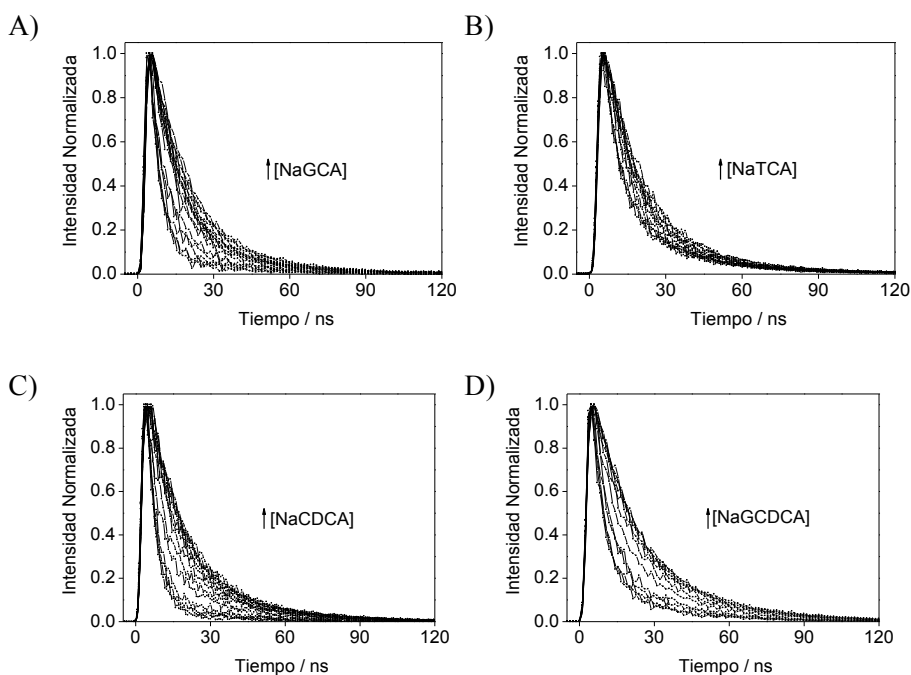 A)
Intensidad Normalizada
1.0
0.8
0.6
0.4
0.2
0.0
↑[NaGCA]
0 30 60 90 120
Tiempo / ns
B)
Intensidad Normalizada
1.0
0.8
0.6
0.4
0.2
0.0
↑[NaTCA]
0 30 60 90 120
Tiempo / ns
C)
Intensidad Normalizada
1.0
0.8
0.6
0.4
0.2
0.0
↑[NaCDCA]
0 30 60 90 120
Tiempo / ns
D)
Intensidad Normalizada
1.0
0.8
0.6
0.4
0.2
0.0
↑[NaGCDCA]
0 30 60 90 120
Tiempo / ns